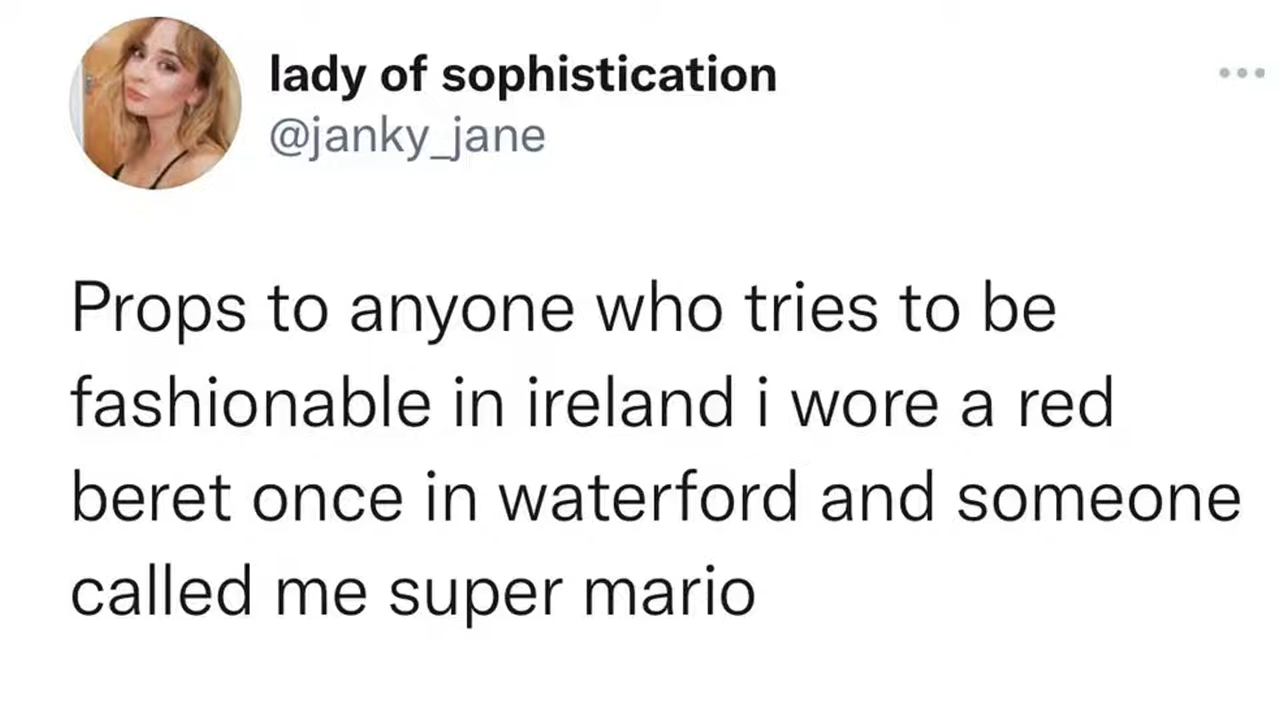 lady of sophistication
@janky_jane
Props to anyone who tries to be
fashionable in ireland i wore a red
beret once in waterford and someone
called me super mario